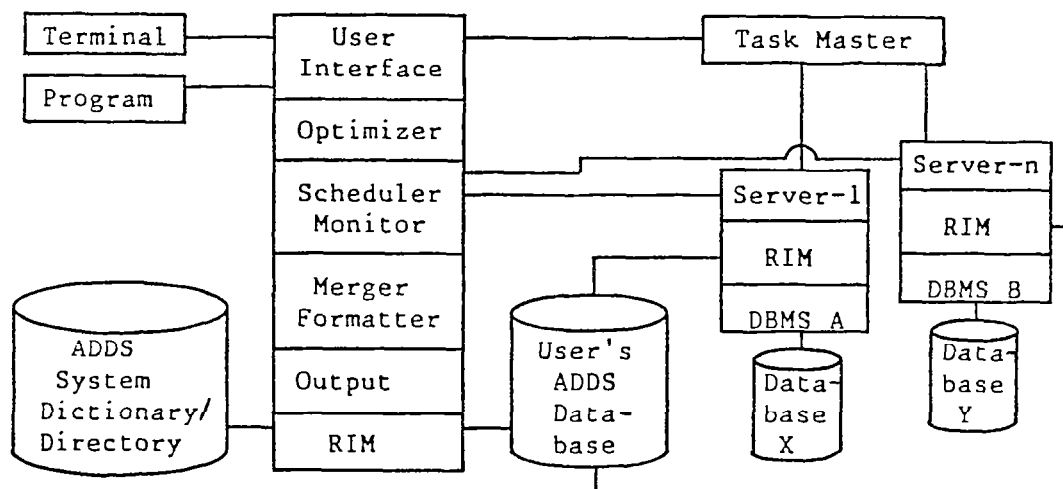 Terminal
Program
User
Interface
Optimizer
Scheduler
Monitor
Merger
Formatter
Output
RIM
ADDS
System
Dictionary/
Directory
User's
ADDS
Data-
base
Task Master
Server-1
RIM
DBMS A
Data-
base
X
Server-n
RIM
DBMS B
Data-
base
Y